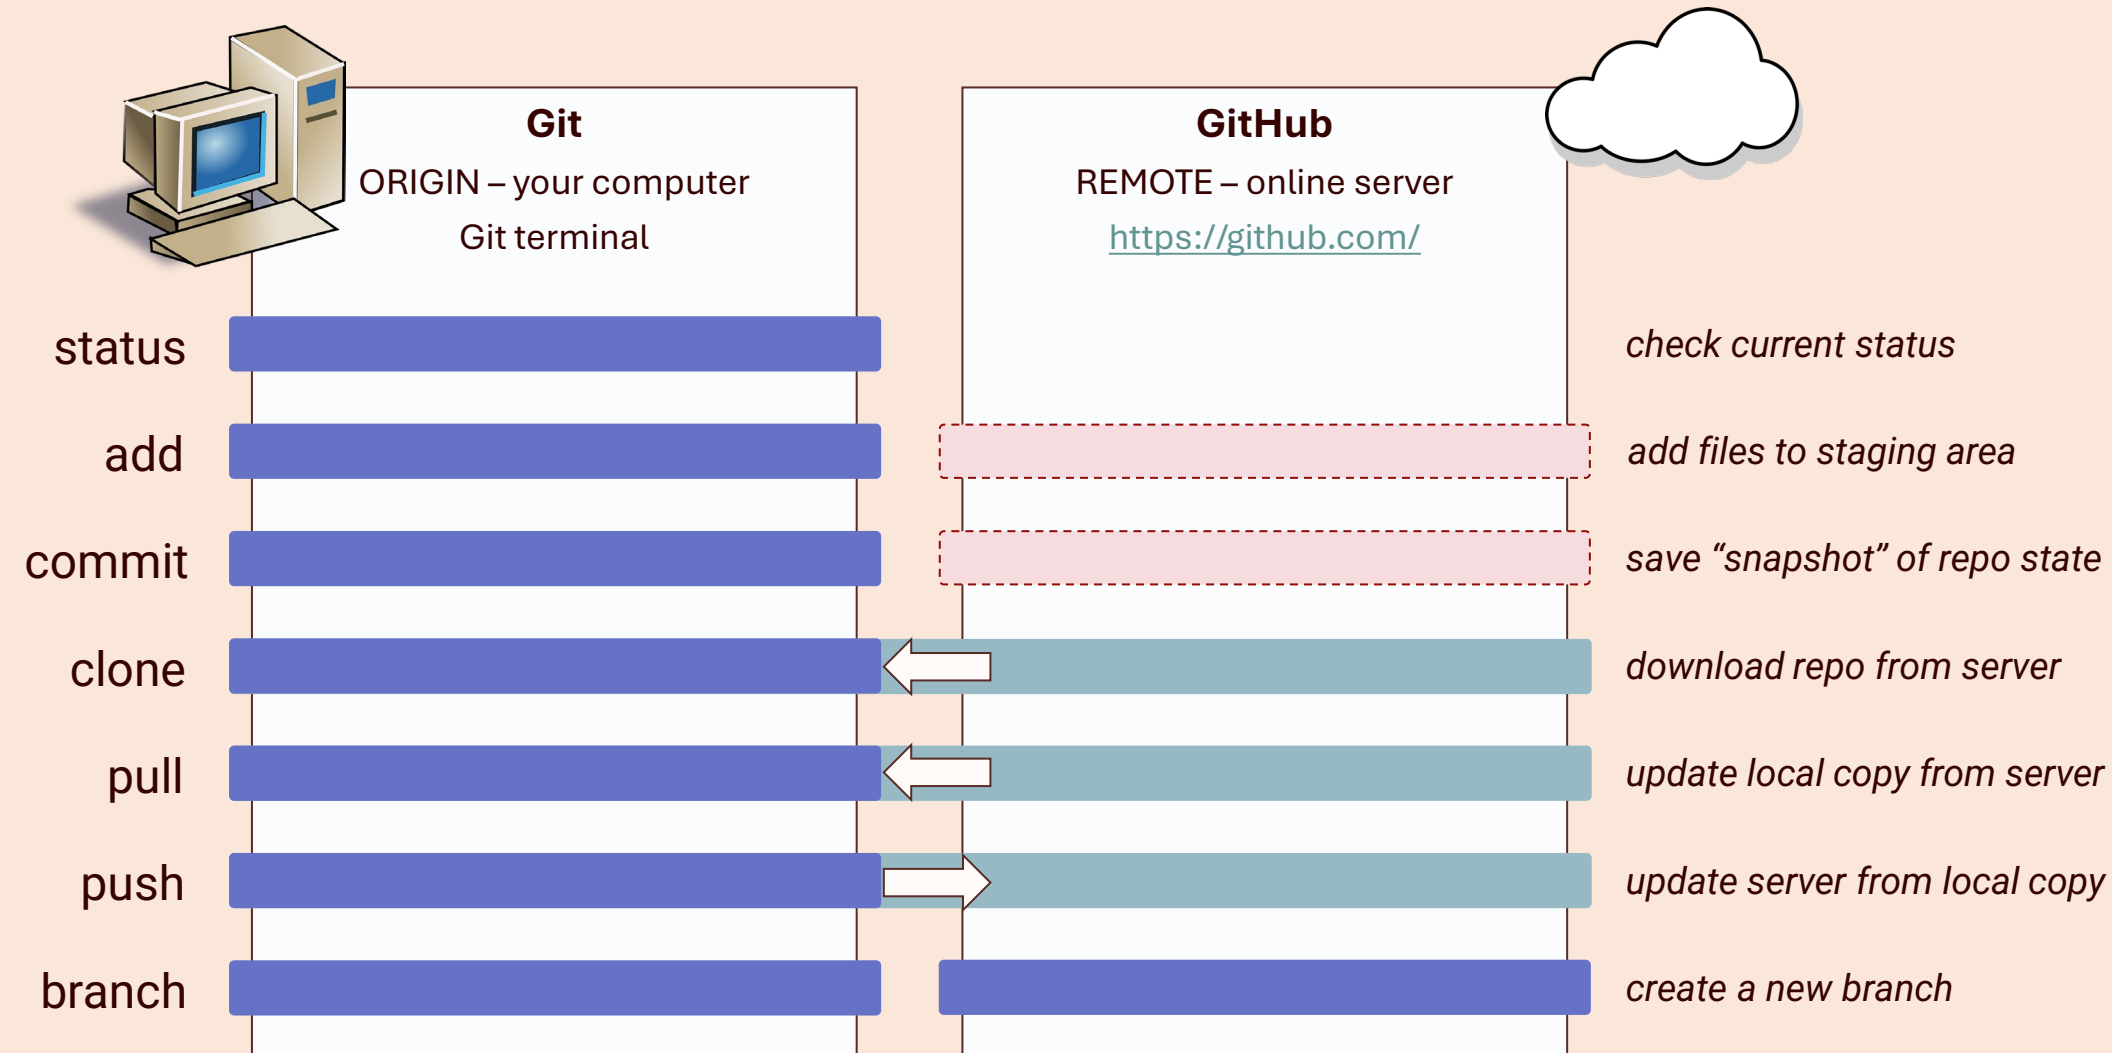 Git
ORIGIN – your computer
Git terminal
GitHub
REMOTE – online server
https://github.com/
status
check current status
add
add files to staging area
commit
save “snapshot” of repo state
clone
download repo from server
pull
update local copy from server
push
update server from local copy
branch
create a new branch